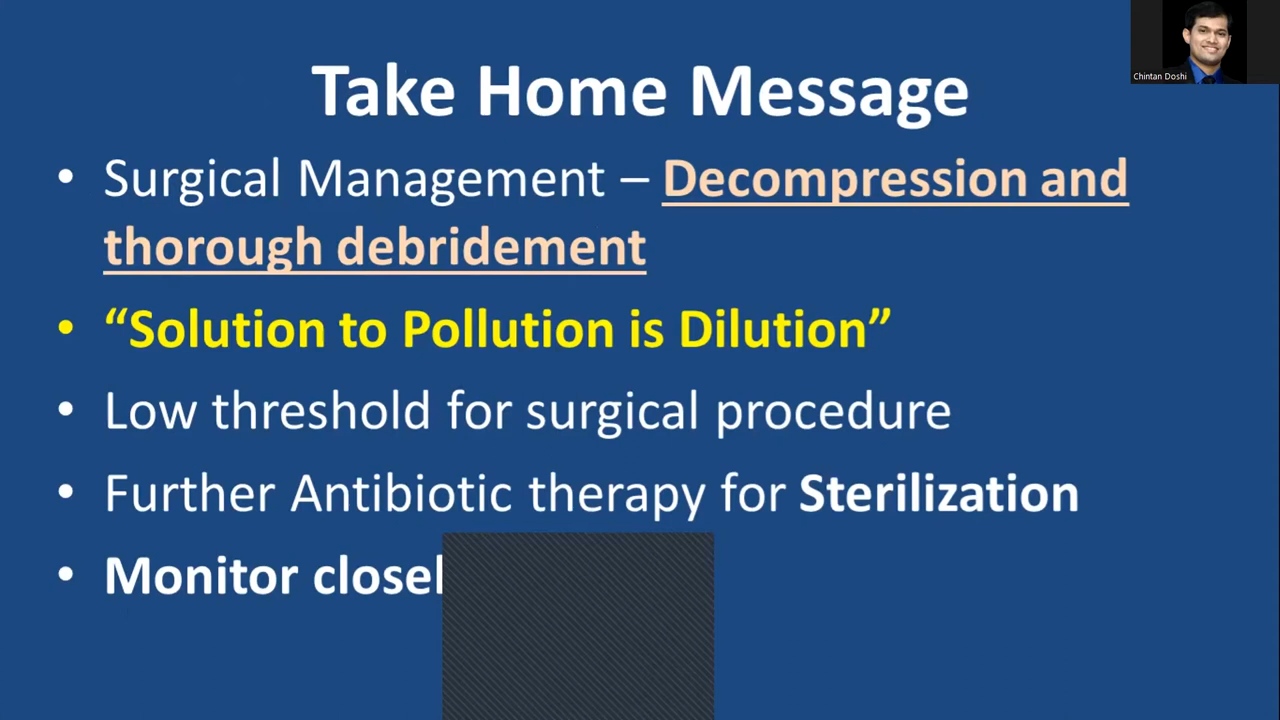 Chintan Doshi
Take Home Message
• Surgical Management – Decompression and
thorough debridement
• “Solution to Pollution is Dilution”
• Low threshold for surgical procedure
• Further Antibiotic therapy for Sterilization
• Monitor